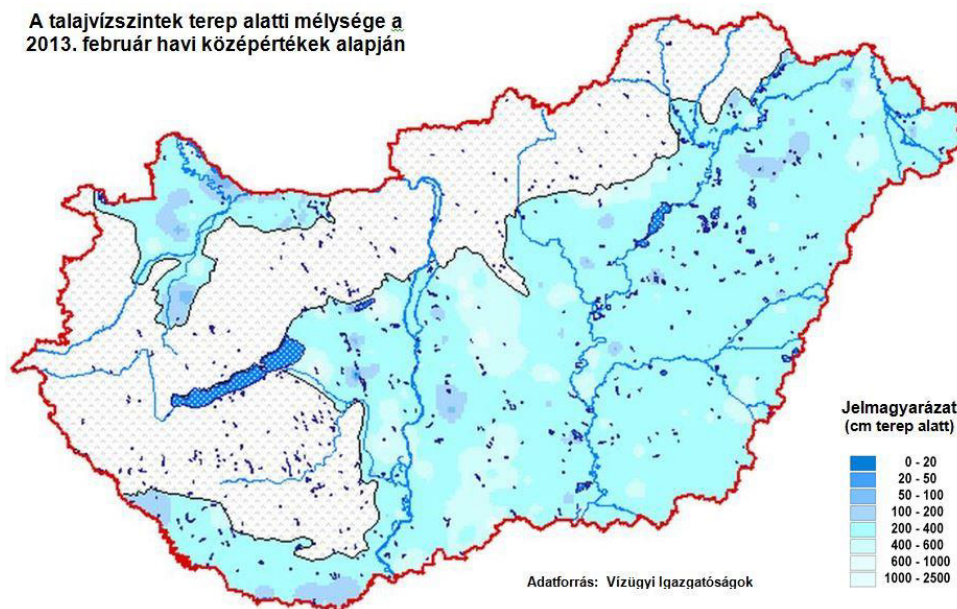 A talajvízszintek terep alatti mélysége a
2013. február havi középértékek alapján
Jelmagyarázat
(cm terep alatt)
0 - 20
20 - 50
50 - 100
100 - 200
200 - 400
400 - 600
600 - 1000
1000 - 2500
Adatforrás: Vízügyi Igazgatóságok